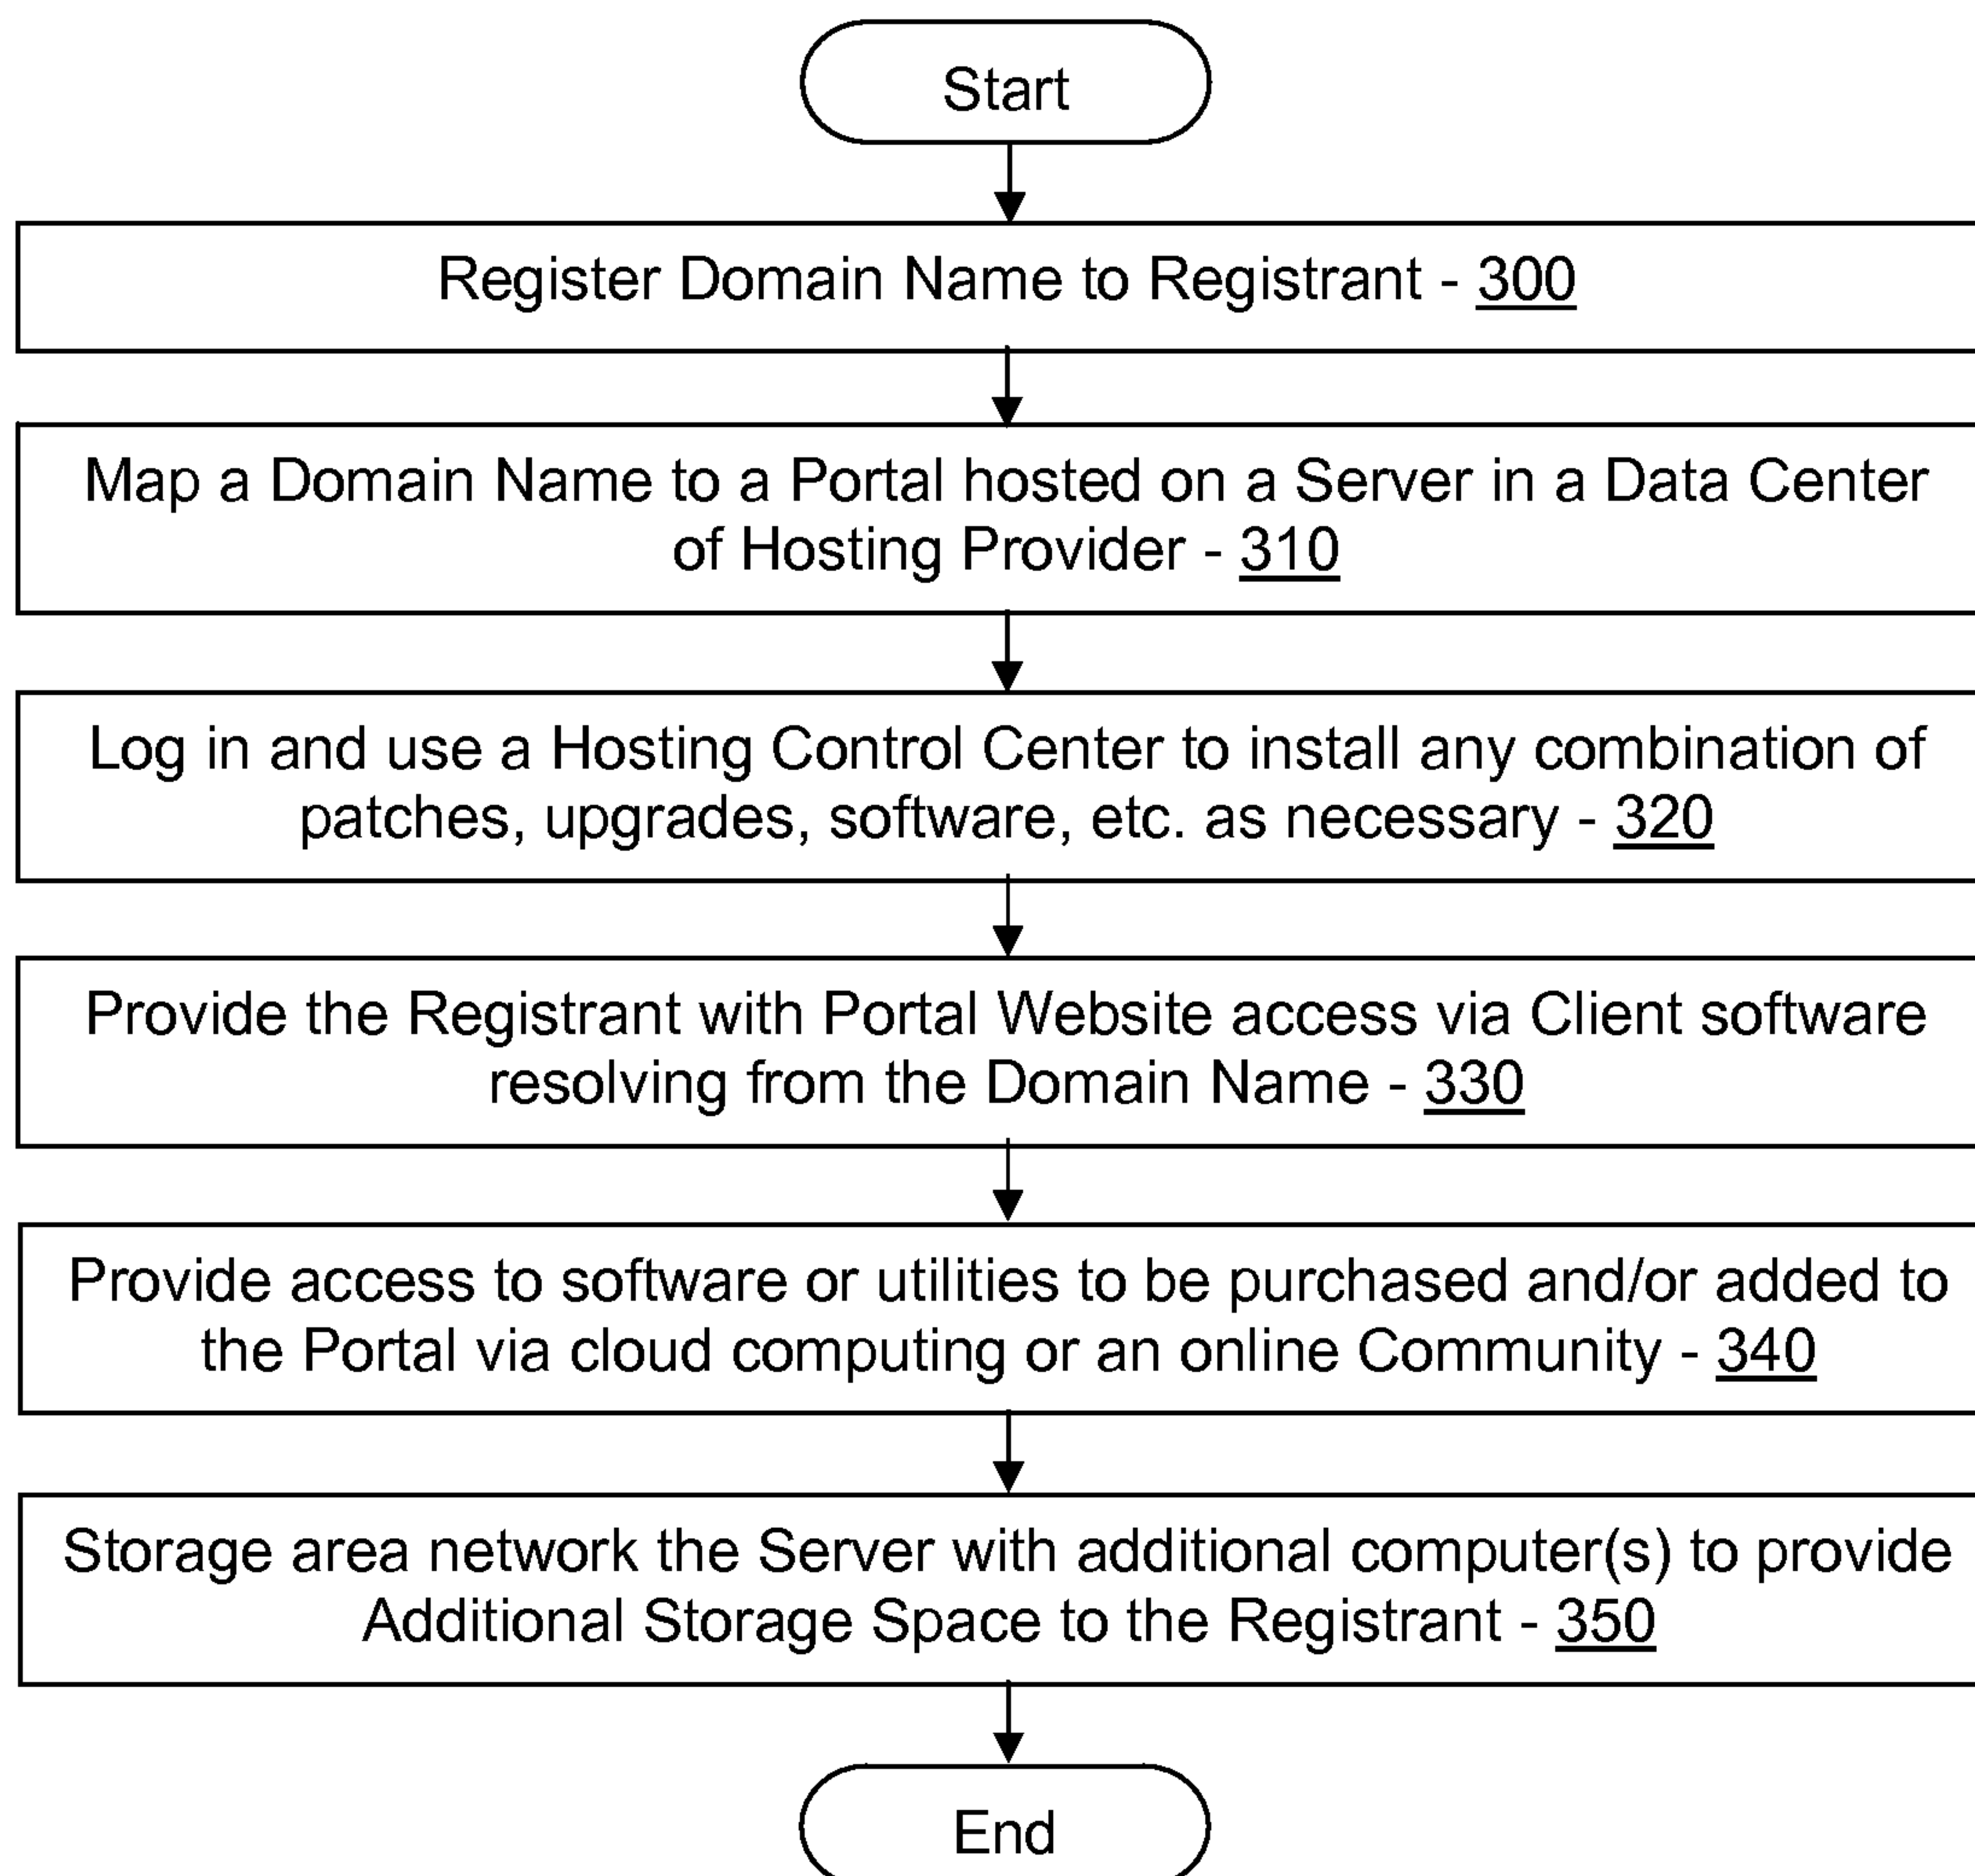 Start
Register Domain Name to Registrant - 300
Map a Domain Name to a Portal hosted on a Server in a Data Center
of Hosting Provider - 310
Log in and use a Hosting Control Center to install any combination of
patches, upgrades, software, etc. as necessary - 320
Provide the Registrant with Portal Website access via Client software
resolving from the Domain Name - 330
Provide access to software or utilities to be purchased and/or added to
the Portal via cloud computing or an online Community - 340
Storage area network the Server with additional computer(s) to provide
Additional Storage Space to the Registrant - 350
End